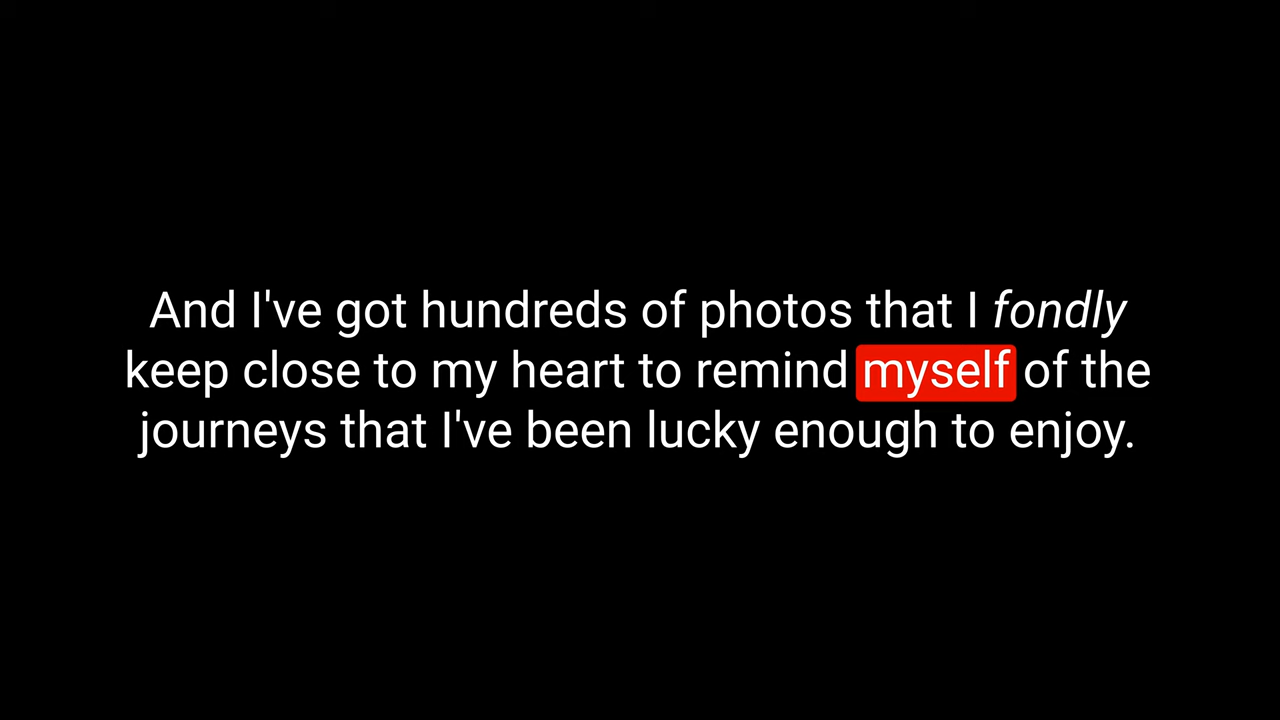 And I've got hundreds of photos that I fondly
keep close to my heart to remind myself of the
journeys that I've been lucky enough to enjoy.